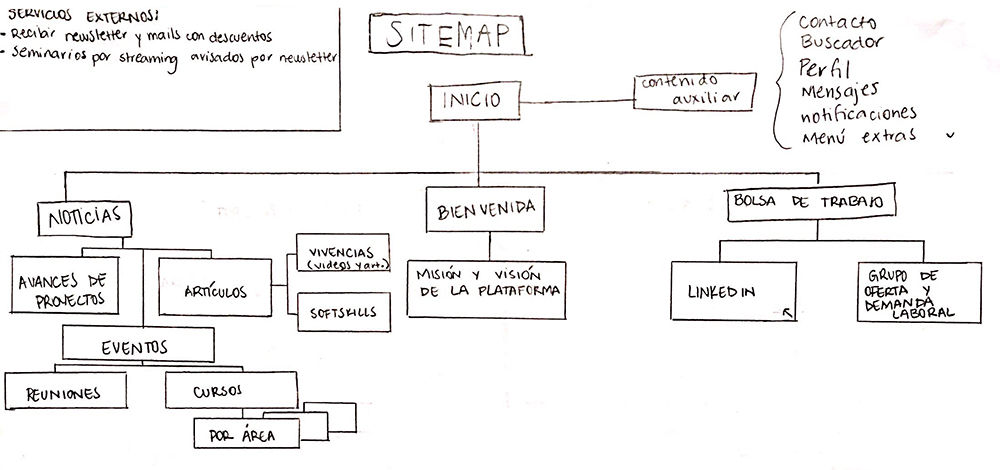 SERVICIOS EXTERNOS:
- Recibir newsletter y mails con descuentos
- Seminarios por streaming avisados por newsletter
SITEMAP
INICIO
contenido
auxiliar
Contacto
Buscador
Perfil
Mensajes
notificaciones
Menú extras
NOTICIAS
BIENVENIDA
BOLSA DE TRABAJO
AVANCES DE
PROYECTOS
ARTÍCULOS
VIVENCIAS
(videos y art.)
SOFTSKILLS
MISIÓN Y VISIÓN
DE LA PLATAFORMA
LINKEDIN
GRUPO DE
OFERTA Y
DEMANDA
LABORAL
EVENTOS
REUNIONES
CURSOS
POR ÁREA